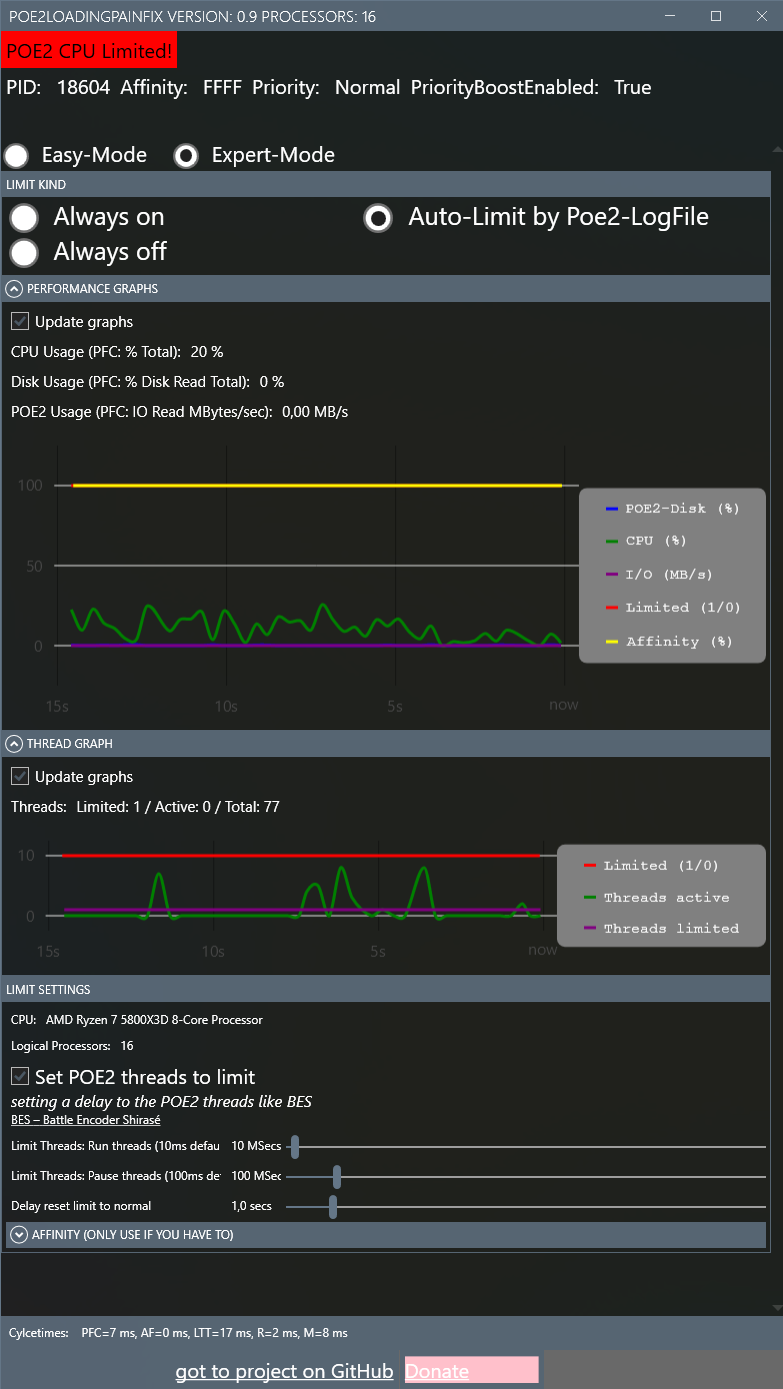 POE2LOADINGPAINFIX VERSION: 0.9 PROCESSORS: 16
POE2 CPU Limited!
PID: 18604 Affinity: FFFF Priority: Normal PriorityBoostEnabled: True
Easy-Mode Expert-Mode
LIMIT KIND
Always on Auto-Limit by Poe2-LogFile
Always off
PERFORMANCE GRAPHS
Update graphs
CPU Usage (PFC: % Total): 20 %
Disk Usage (PFC: % Disk Read Total): 0 %
POE2 Usage (PFC: IO Read MBytes/sec): 0,00 MB/s
100
50
0
15s 10s 5s now
POE2-Disk (%)
CPU (%)
I/O (MB/s)
Limited (1/0)
Affinity (%)
THREAD GRAPH
Update graphs
Threads: Limited: 1 / Active: 0 / Total: 77
10
0
15s 10s 5s now
Limited (1/0)
Threads active
Threads limited
LIMIT SETTINGS
CPU: AMD Ryzen 7 5800X3D 8-Core Processor
Logical Processors: 16
Set POE2 threads to limit
setting a delay to the POE2 threads like BES
BES – Battle Encoder Shirasé
Limit Threads: Run threads (10ms defau 10 MSecs
Limit Threads: Pause threads (100ms de 100 MSec
Delay reset limit to normal 1,0 secs
AFFINITY (ONLY USE IF YOU HAVE TO)
Cylcetimes: PFC=7 ms, AF=0 ms, LTT=17 ms, R=2 ms, M=8 ms
got to project on GitHub Donate